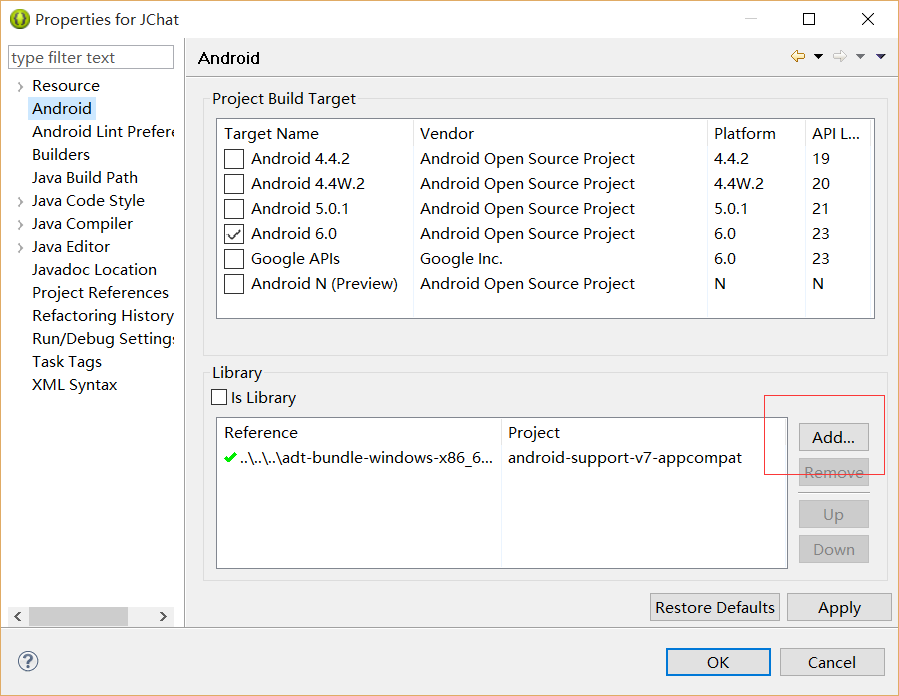 Properties for JChat
type filter text
Resource
Android
Android Lint Prefere
Builders
Java Build Path
Java Code Style
Java Compiler
Java Editor
Javadoc Location
Project References
Refactoring History
Run/Debug Settings
Task Tags
XML Syntax
Android
Project Build Target
Target Name Vendor Platform API L...
Android 4.4.2 Android Open Source Project 4.4.2 19
Android 4.4W.2 Android Open Source Project 4.4W.2 20
Android 5.0.1 Android Open Source Project 5.0.1 21
Android 6.0 Android Open Source Project 6.0 23
Google APIs Google Inc. 6.0 23
Android N (Preview) Android Open Source Project N N
Library
Is Library
Reference Project
..\..\..\adt-bundle-windows-x86_6... android-support-v7-appcompat
Add...
Remove
Up
Down
Restore Defaults Apply
OK Cancel